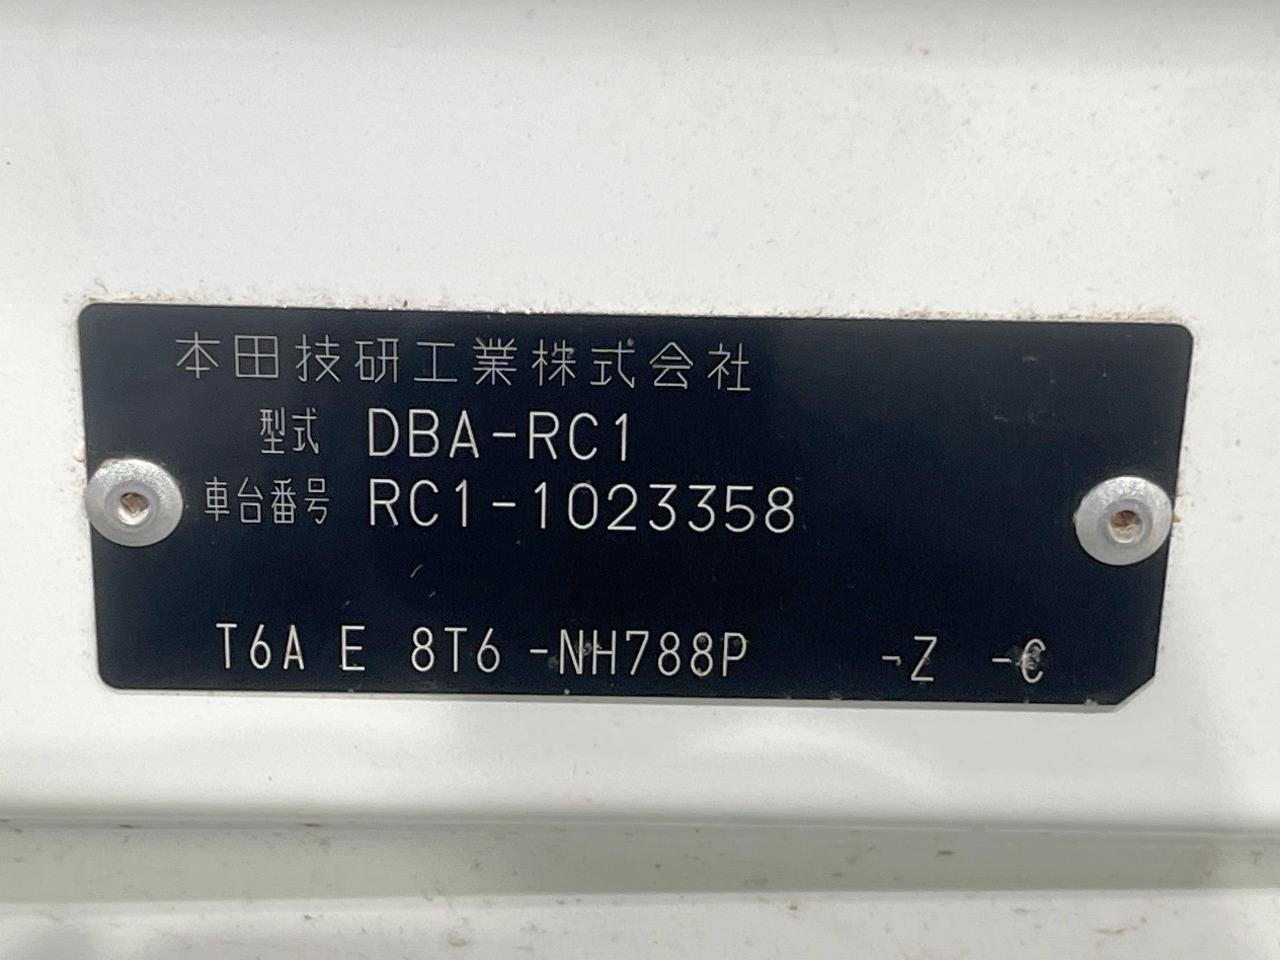 本田技研工業株式会社
型式 DBA-RC1
車台番号 RC1-1023358
T6A E 8T6 -NH788P -Z -C